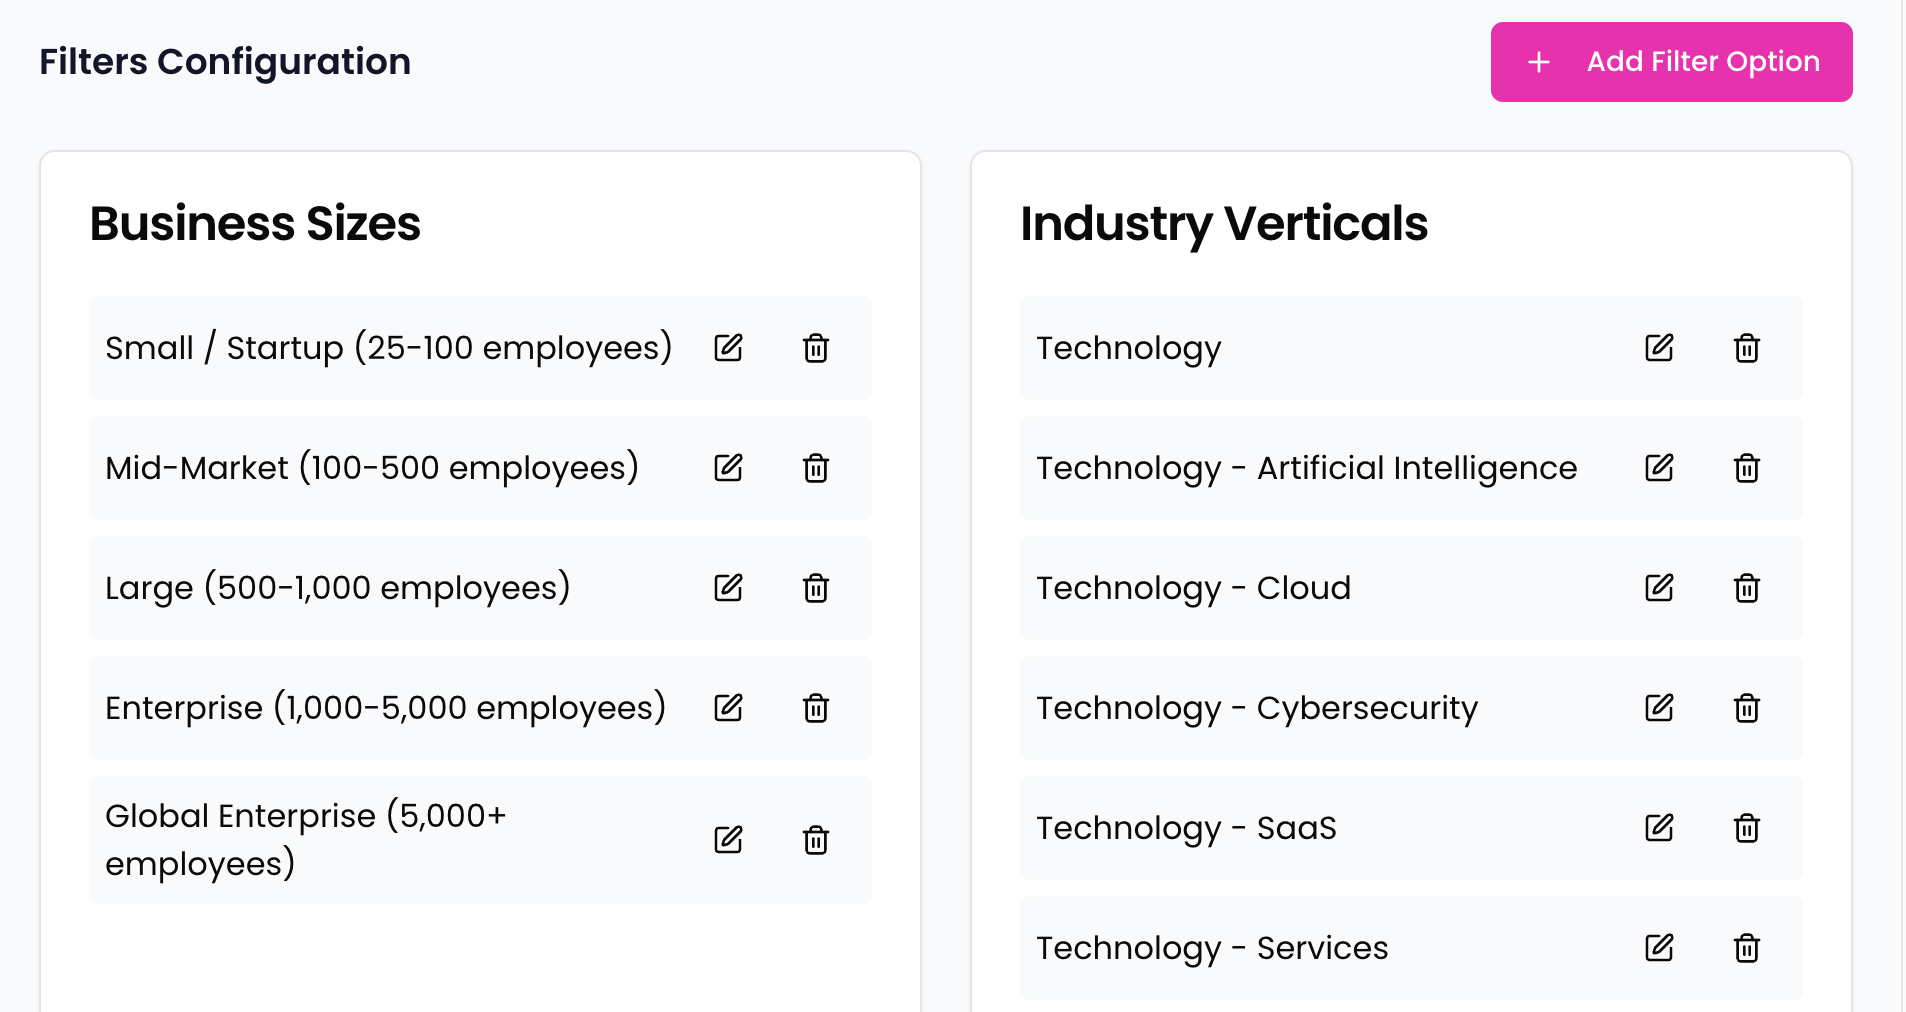 Filters Configuration
Add Filter Option
Business Sizes
Small / Startup (25-100 employees)
Mid-Market (100-500 employees)
Large (500-1,000 employees)
Enterprise (1,000-5,000 employees)
Global Enterprise (5,000+
employees)
Industry Verticals
Technology
Technology - Artificial Intelligence
Technology - Cloud
Technology - Cybersecurity
Technology - SaaS
Technology - Services